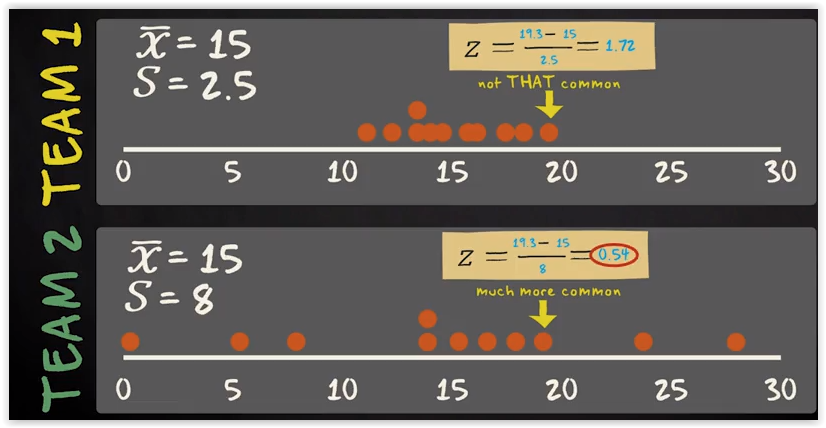 TEAM 1
x̅ = 15
S = 2.5
z = 19.3 - 15 / 2.5 = 1.72
not THAT common
0 5 10 15 20 25 30
TEAM 2
x̅ = 15
S = 8
z = 19.3 - 15 / 8 = 0.54
much more common
0 5 10 15 20 25 30